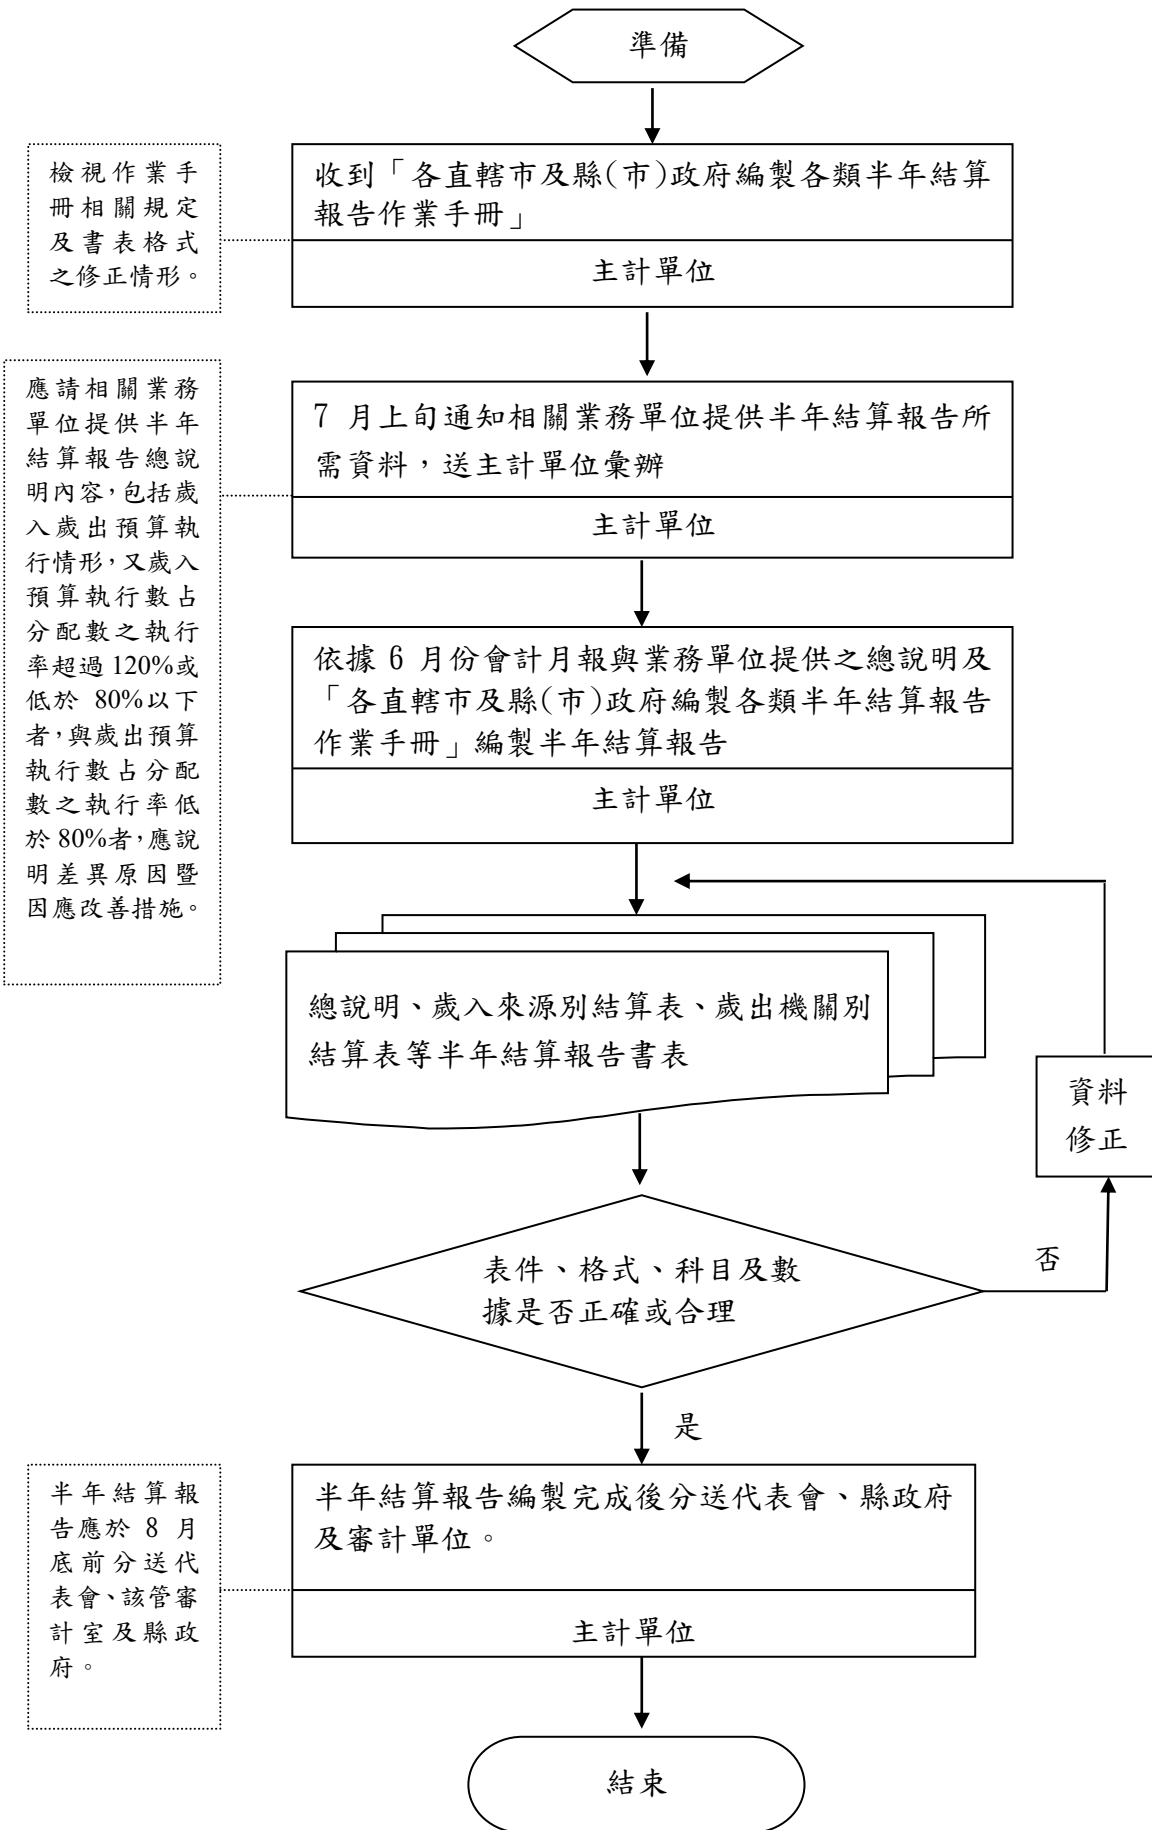 準備
檢視作業手
冊相關規定
及書表格式
之修正情形。
收到「各直轄市及縣(市)政府編製各類半年結算
報告作業手冊」
主計單位
應請相關業務
單位提供半年
結算報告總說
明內容,包括歲
入歲出預算執
行情形,又歲入
預算執行數占
分配數之執行
率超過 120%或
低於 80%以下
者,與歲出預算
執行數占分配
數之執行率低
於 80%者,應說
明差異原因暨
因應改善措施。
7 月上旬通知相關業務單位提供半年結算報告所
需資料,送主計單位彙辦
主計單位
依據 6 月份會計月報與業務單位提供之總說明及
「各直轄市及縣(市)政府編製各類半年結算報告
作業手冊」編製半年結算報告
主計單位
總說明、歲入來源別結算表、歲出機關別
結算表等半年結算報告書表
資料
修正
表件、格式、科目及數
據是否正確或合理
否
是
半年結算報
告應於 8 月
底前分送代
表會、該管審
計室及縣政
府。
半年結算報告編製完成後分送代表會、縣政府
及審計單位。
主計單位
結束